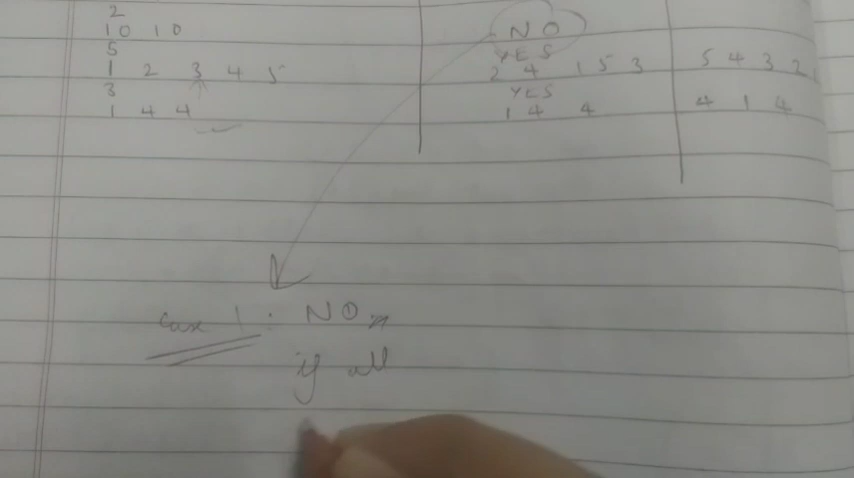 2
10 10
5
1 2 3 4 5
3
1 4 4
NO
YES
2 4 1 5 3
YES
1 4 4
5 4 3 2
4 1 4
case 1: NO
if all